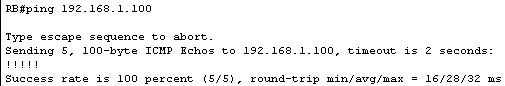 RB#ping 192.168.1.100
Type escape sequence to abort.
Sending 5, 100-byte ICMP Echos to 192.168.1.100, timeout is 2 seconds:
!!!!!
Success rate is 100 percent (5/5), round-trip min/avg/max = 16/28/32 ms